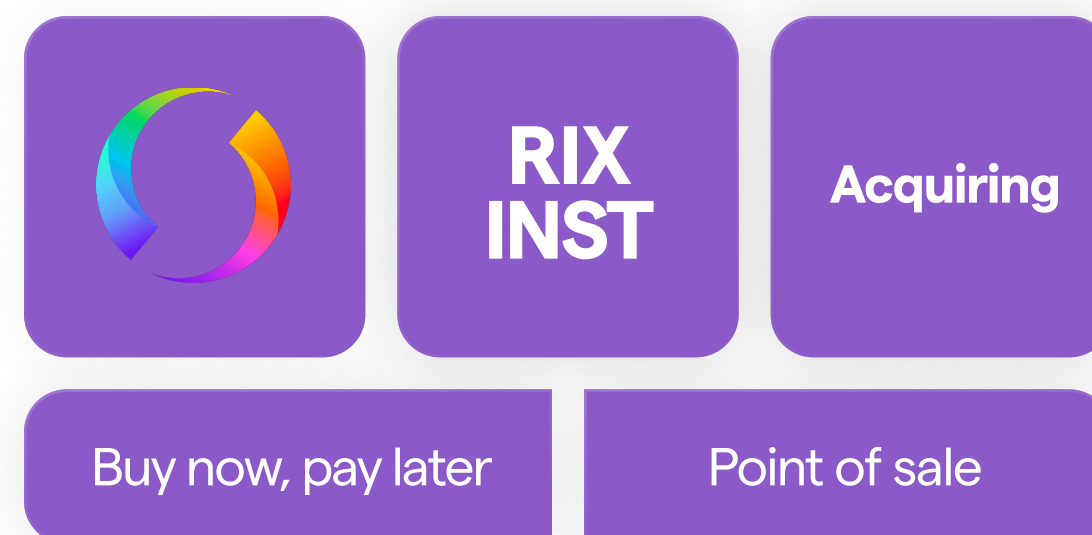 RIX
INST
Acquiring
Buy now, pay later
Point of sale